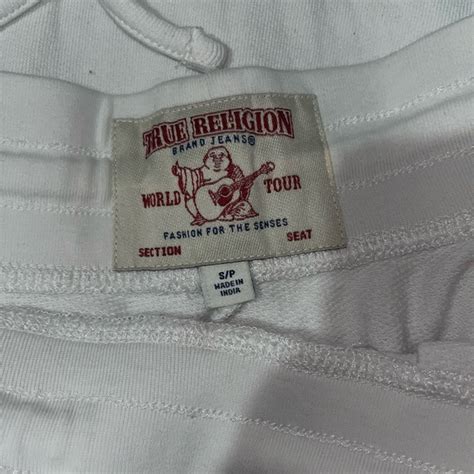 TRUE RELIGION
BRAND JEANS®
WORLD TOUR
FASHION FOR THE SENSES
SECTION SEAT
S/P
MADE IN
INDIA